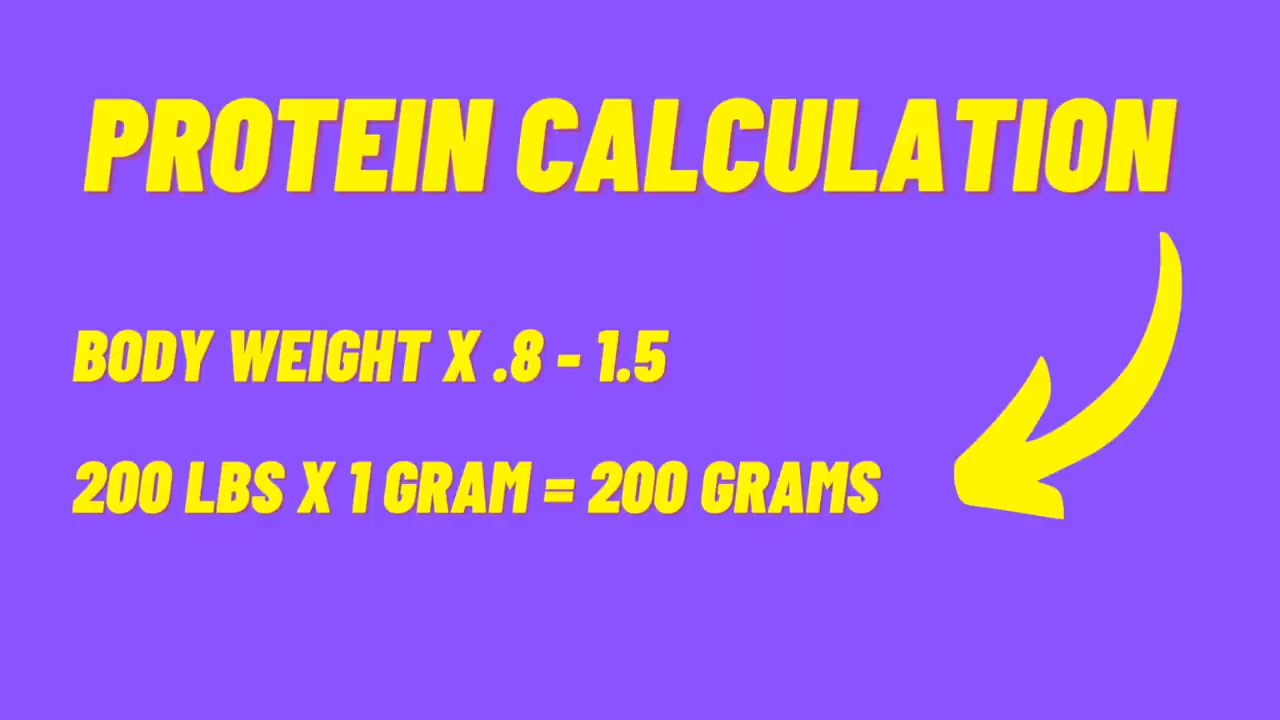 PROTEIN CALCULATION
BODY WEIGHT X .8 - 1.5
200 LBS X 1 GRAM = 200 GRAMS